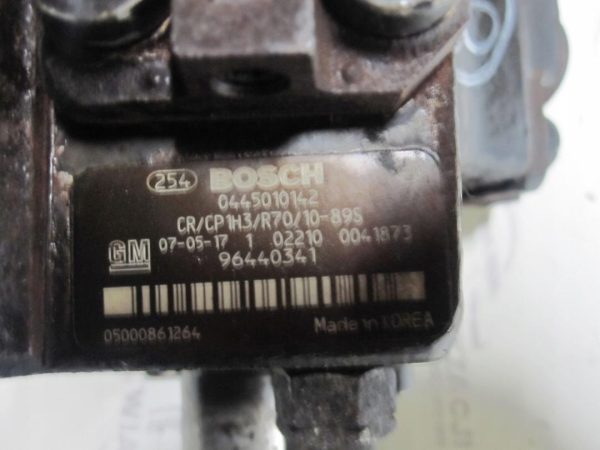 254 BOSCH
0445010142
CR/CP1H3/R70/10-89S
GM 07-05-17 1 02210 0041873
96440341
05000861264 Made in KOREA